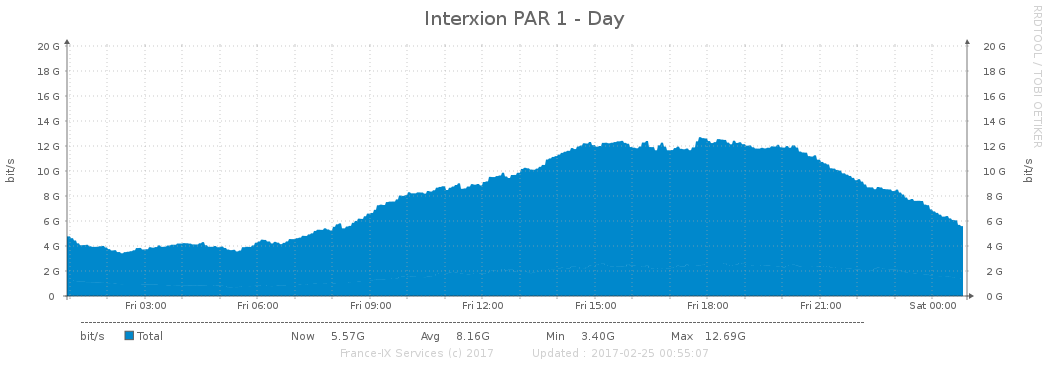 Interxion PAR 1 - Day
RRDTOOL / TOBI OETIKER
bit/s
20 G 20 G
18 G 18 G
16 G 16 G
14 G 14 G
12 G 12 G
10 G 10 G
8 G 8 G
6 G 6 G
4 G 4 G
2 G 2 G
0 0 G
bit/s
Fri 03:00 Fri 06:00 Fri 09:00 Fri 12:00 Fri 15:00 Fri 18:00 Fri 21:00 Sat 00:00
bit/s Total Now 5.57G Avg 8.16G Min 3.40G Max 12.69G
France-IX Services (c) 2017 Updated : 2017-02-25 00:55:07